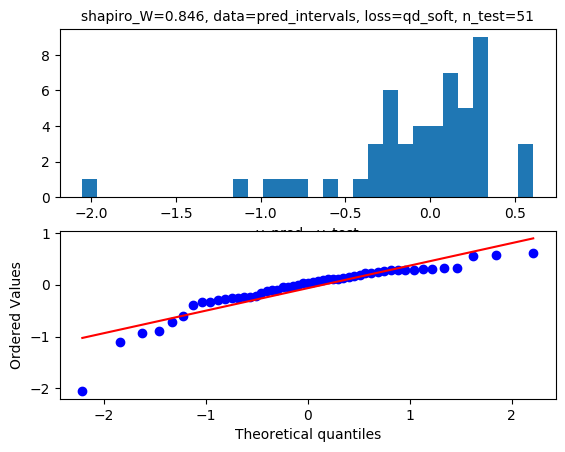 shapiro_W=0.846, data=pred_intervals, loss=qd_soft, n_test=51
8
6
4
2
0
−2.0 −1.5 −1.0 −0.5 0.0 0.5
1
0
−1
−2
Ordered Values
−2 −1 0 1 2
Theoretical quantiles